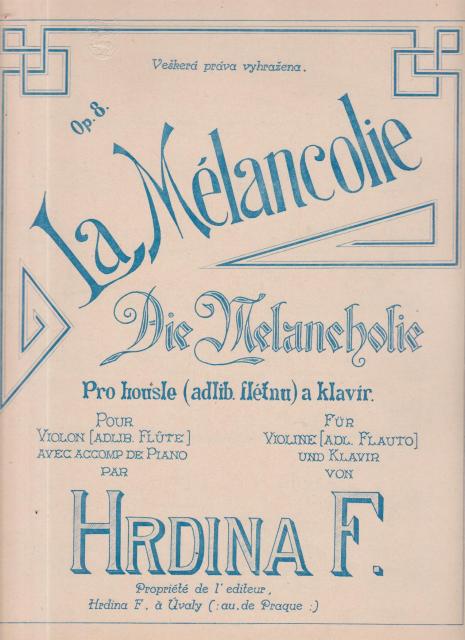 Veškerá práva vyhražena.
Op. 8.
La Mélancolie
Die Melancholie
Pro housle (adlib. flétnu) a klavír.
POUR
VIOLON [ADLIB. FLÛTE]
AVEC ACCOMP DE PIANO
PAR
FÜR
VIOLINE [ADL. FLAUTO]
UND KLAVIR
VON
HRDINA F.
Propriété de l'editeur,
Hrdina F. à Úvaly (:au.de Praque:)